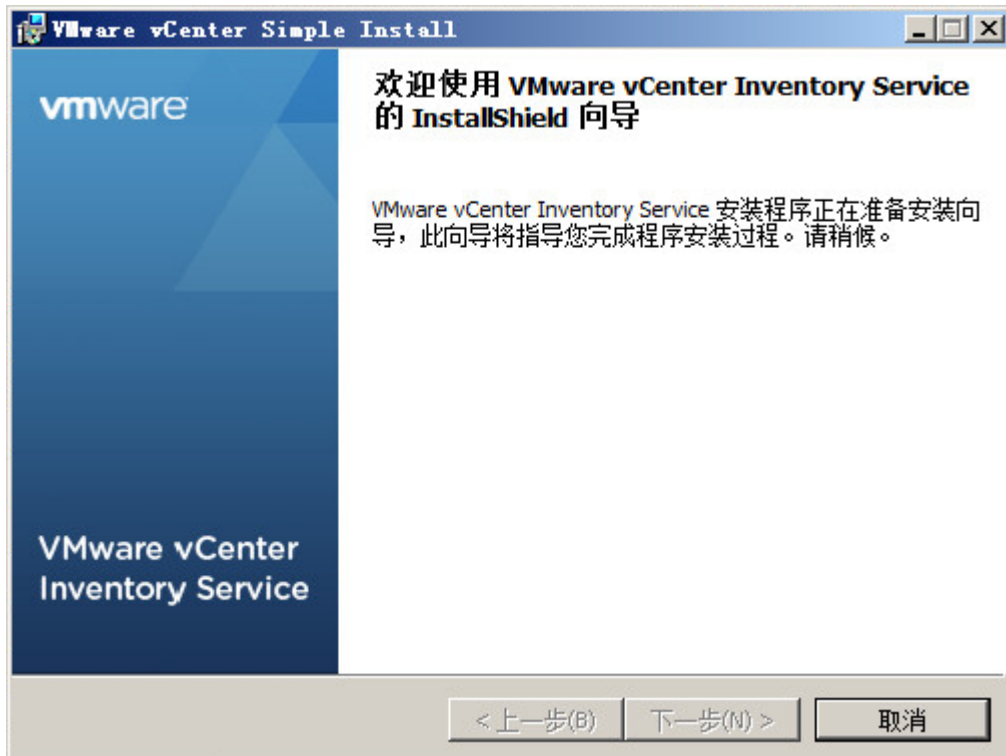 VMware vCenter Simple Install
vmware
欢迎使用 VMware vCenter Inventory Service
的 InstallShield 向导
VMware vCenter Inventory Service 安装程序正在准备安装向
导，此向导将指导您完成程序安装过程。请稍候。
VMware vCenter
Inventory Service
<上一步(B)
下一步(N) >
取消